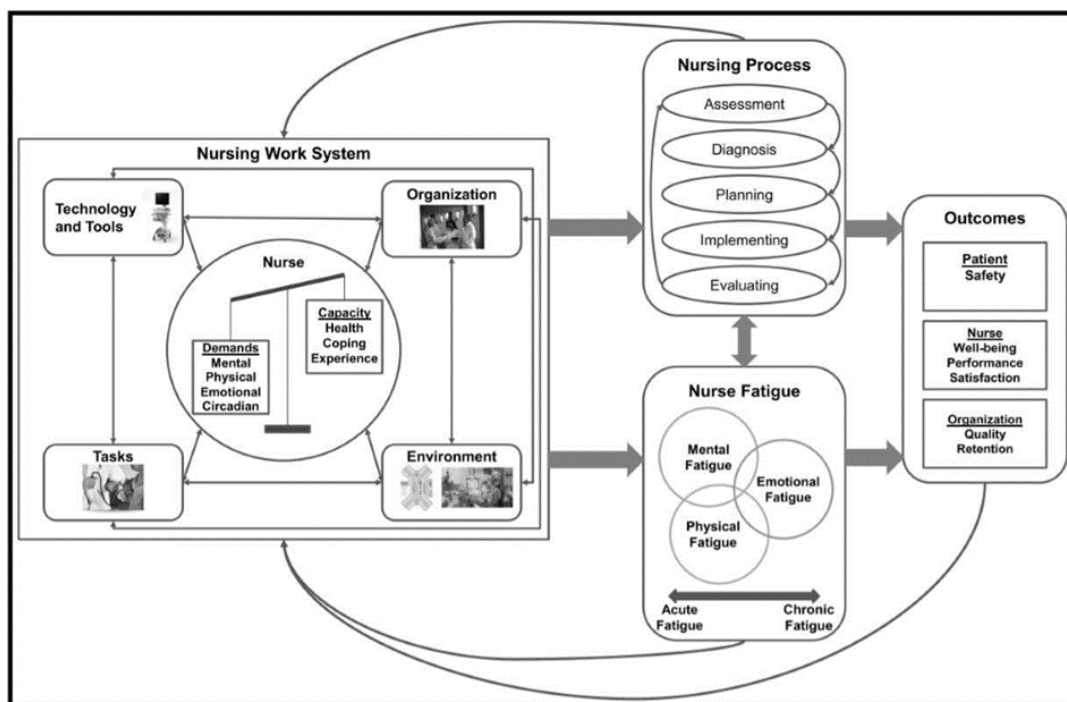 Nursing Work System
Technology
and Tools
Organization
Nurse
Demands
Mental
Physical
Emotional
Circadian
Capacity
Health
Coping
Experience
Tasks
Environment
Nursing Process
Assessment
Diagnosis
Planning
Implementing
Evaluating
Nurse Fatigue
Mental
Fatigue
Emotional
Fatigue
Physical
Fatigue
Acute
Fatigue
Chronic
Fatigue
Outcomes
Patient
Safety
Nurse
Well-being
Performance
Satisfaction
Organization
Quality
Retention